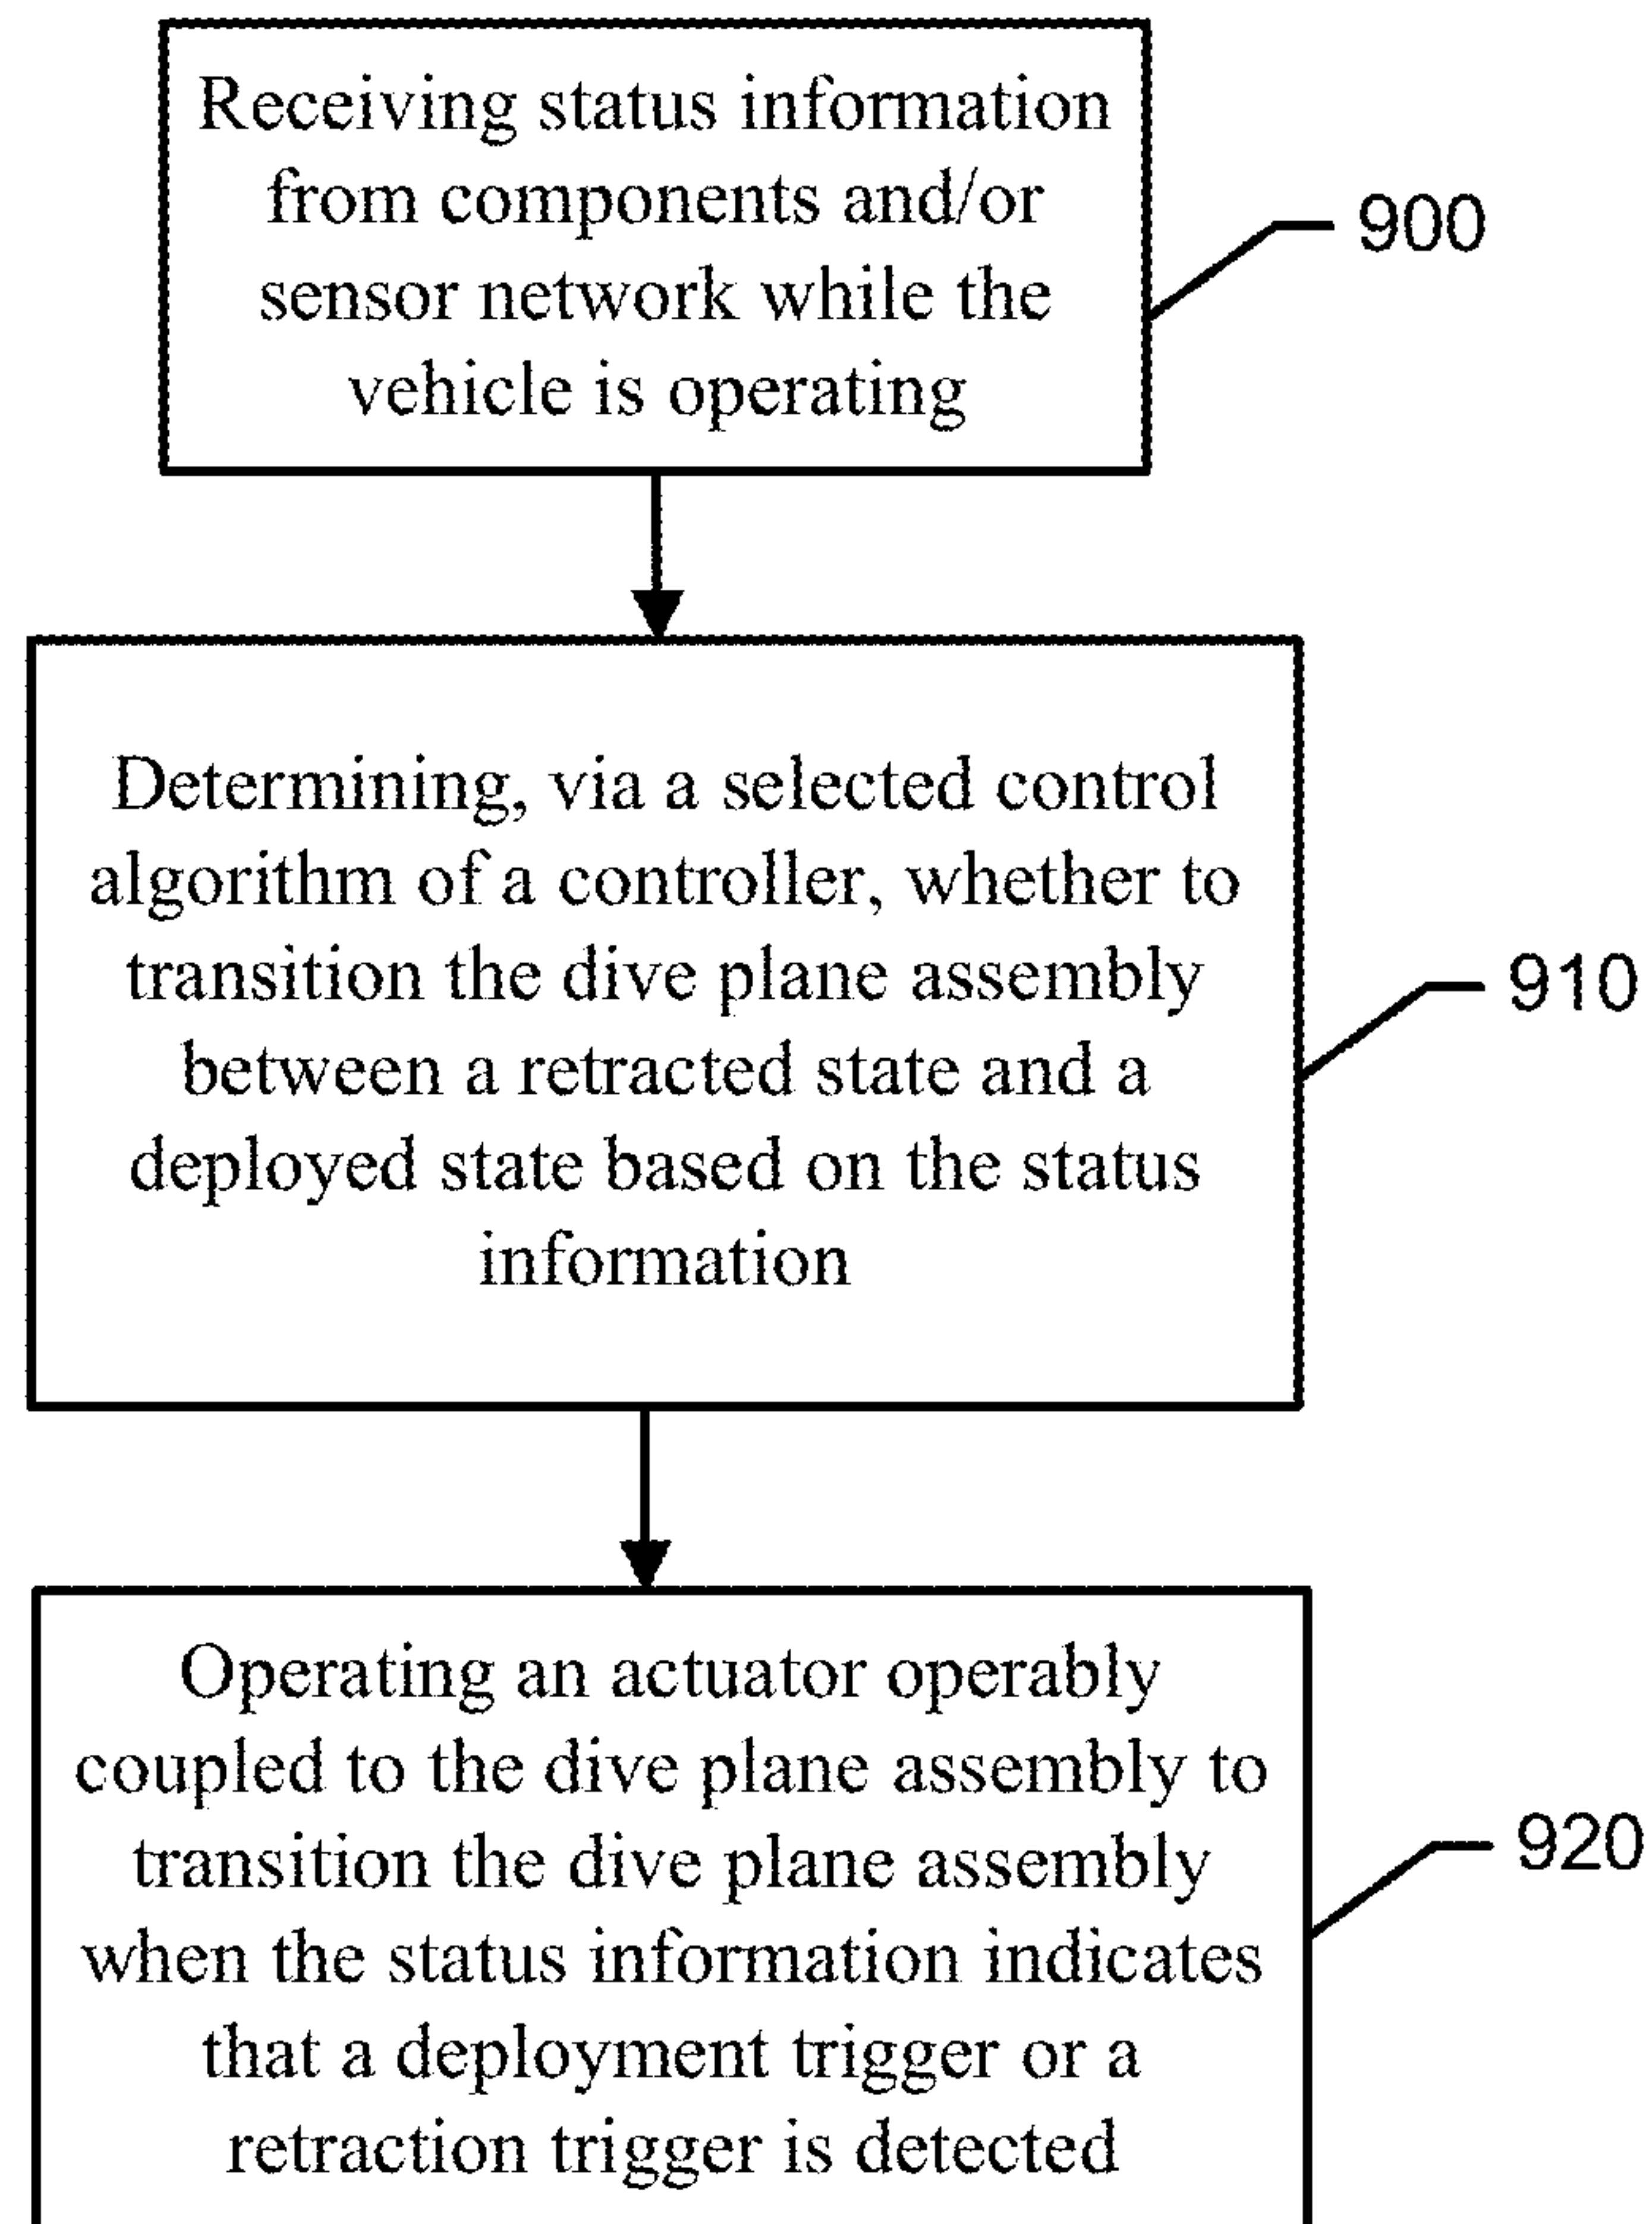 Receiving status information
from components and/or
sensor network while the
vehicle is operating
900
Determining, via a selected control
algorithm of a controller, whether to
transition the dive plane assembly
between a retracted state and a
deployed state based on the status
information
910
Operating an actuator operably
coupled to the dive plane assembly to
transition the dive plane assembly
when the status information indicates
that a deployment trigger or a
retraction trigger is detected
920